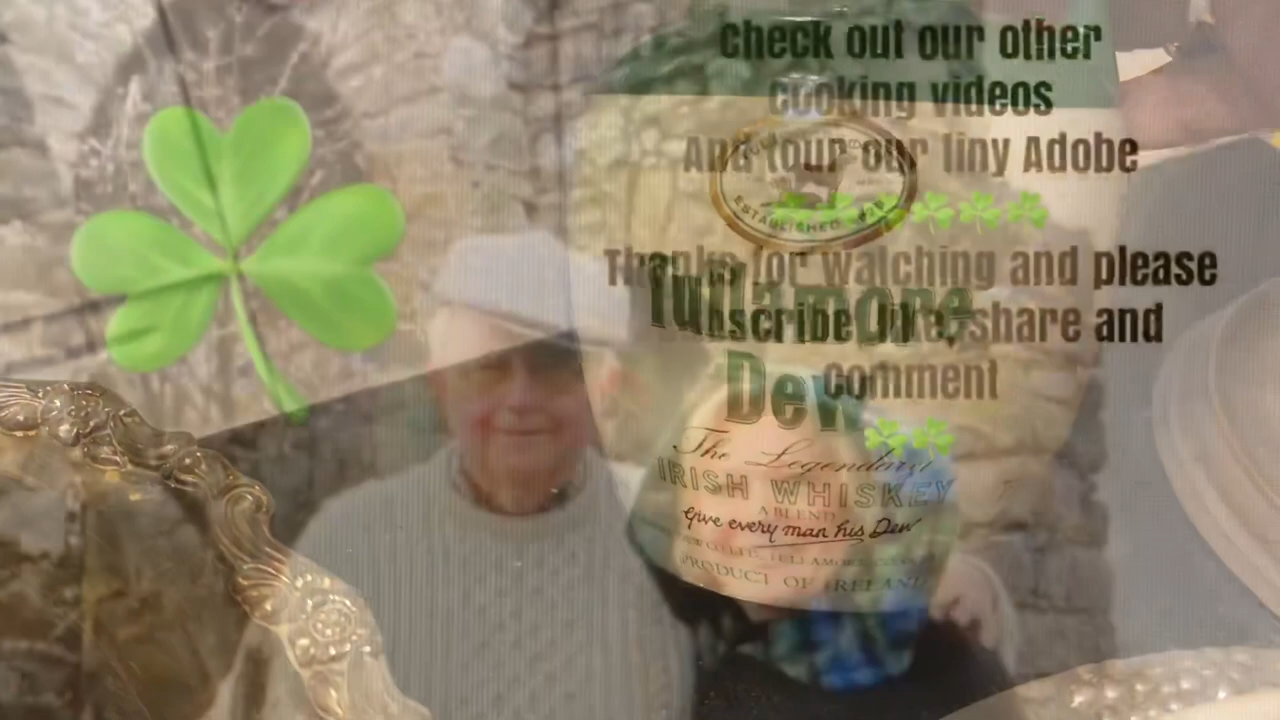 check out our other
cooking videos
And tour our tiny Adobe
ESTABLISHED
Thanks for watching and please
subscribe like, share and
comment
Tullamore
Dew
The Legendary
IRISH WHISKEY
A BLEND
Give every man his Dew
PRODUCT OF IRELAND